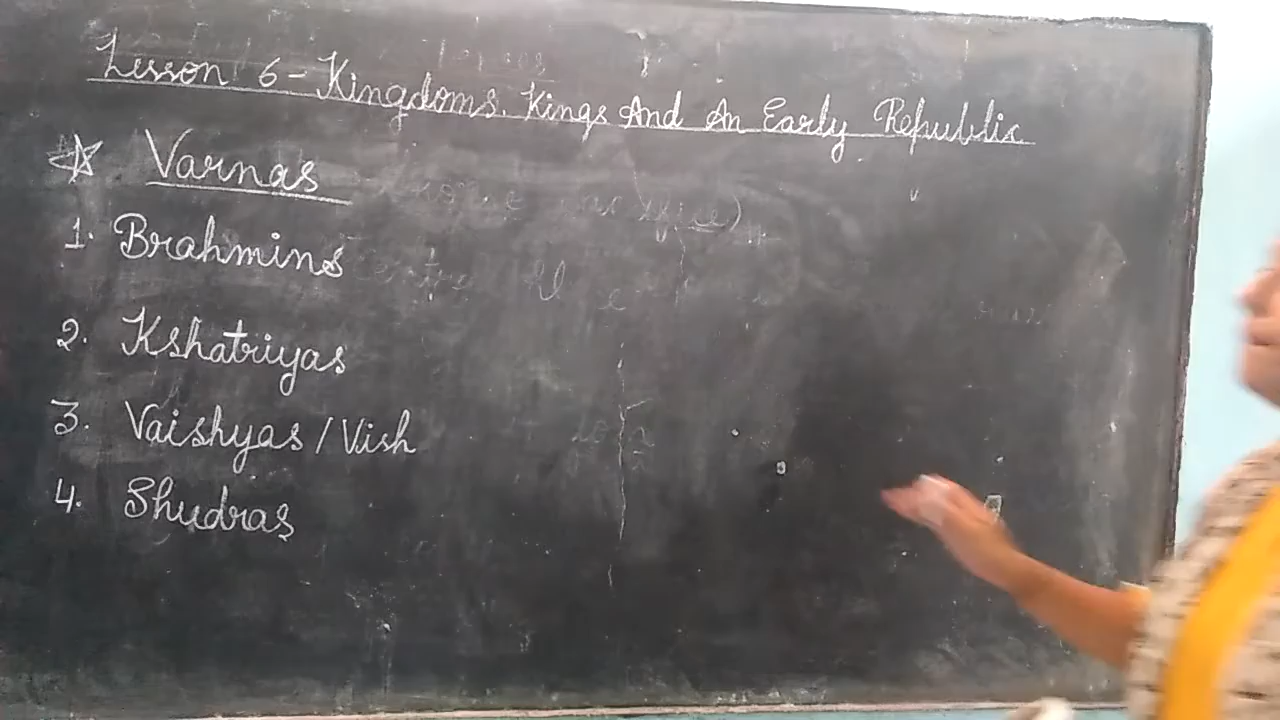 Lesson 6 - Kingdoms, Kings And An Early Republic
Varnas
1. Brahmins
2. Kshatriyas
3. Vaishyas / Vish
4. Shudras